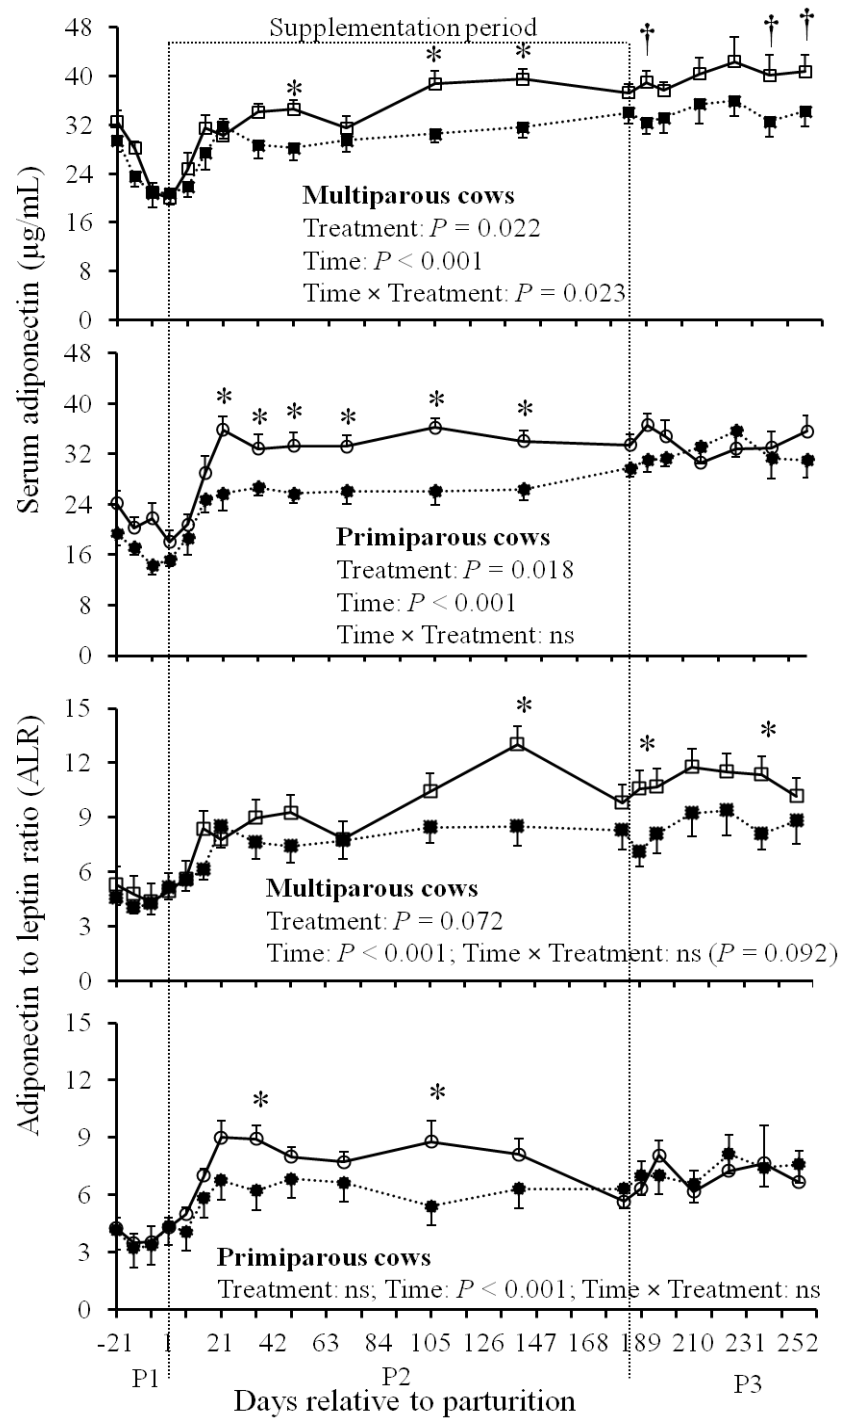 Supplementation period
48
40
32
24
16
8
0
* * *
† † †
Multiparous cows
Treatment: P = 0.022
Time: P < 0.001
Time × Treatment: P = 0.023
Serum adiponectin (µg/mL)
48
40
32
24
16
8
0
* * * * * *
Primiparous cows
Treatment: P = 0.018
Time: P < 0.001
Time × Treatment: ns
15
12
9
6
3
0
* * *
Multiparous cows
Treatment: P = 0.072
Time: P < 0.001; Time × Treatment: ns (P = 0.092)
Adiponectin to leptin ratio (ALR)
15
12
9
6
3
0
* *
Primiparous cows
Treatment: ns; Time: P < 0.001; Time × Treatment: ns
-21 1 21 42 63 84 105 126 147 168 189 210 231 252
P1 P2 P3
Days relative to parturition